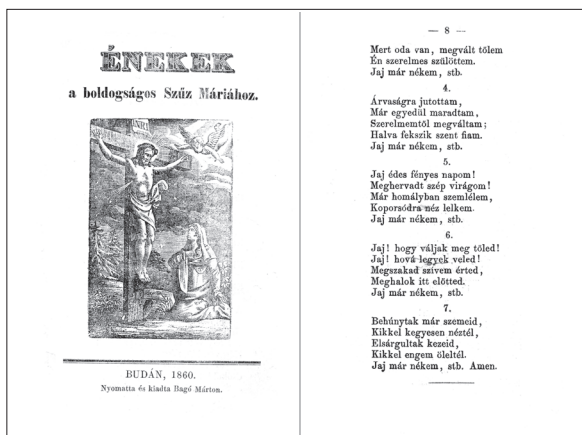 ÉNEKEK
a boldogságos Szűz Máriához.
INRI
BUDÁN, 1860.
Nyomatta és kiadta Bagó Márton.
— 8 —
Mert oda van, megvált tőlem
Én szerelmes szülöttem.
Jaj már nékem, stb.
4.
Árvaságra jutottam,
Már egyedül maradtam,
Szerelmemtől megváltam;
Halva fekszik szent fiam.
Jaj már nékem, stb.
5.
Jaj édes fényes napom!
Meghervadt szép virágom!
Már homályban szemlélem,
Koporsódra néz lelkem.
Jaj már nékem, stb.
6.
Jaj! hogy váljak meg tőled!
Jaj! hová legyek veled!
Megszakad szívem érted,
Meghalok itt előtted.
Jaj már nékem, stb.
7.
Behúnytak már szemeid,
Kikkel kegyesen néztél,
Elsárgultak kezeid,
Kikkel engem öleltél.
Jaj már nékem, stb. Amen.